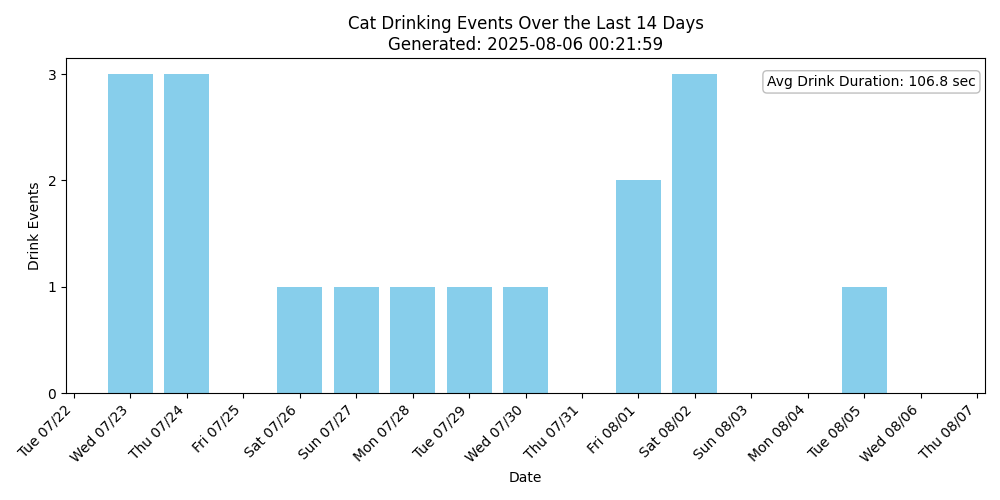 Cat Drinking Events Over the Last 14 Days
Generated: 2025-08-06 00:21:59
Avg Drink Duration: 106.8 sec
Drink Events
3
2
1
0
Tue 07/22
Wed 07/23
Thu 07/24
Fri 07/25
Sat 07/26
Sun 07/27
Mon 07/28
Tue 07/29
Wed 07/30
Thu 07/31
Fri 08/01
Sat 08/02
Sun 08/03
Mon 08/04
Tue 08/05
Wed 08/06
Thu 08/07
Date